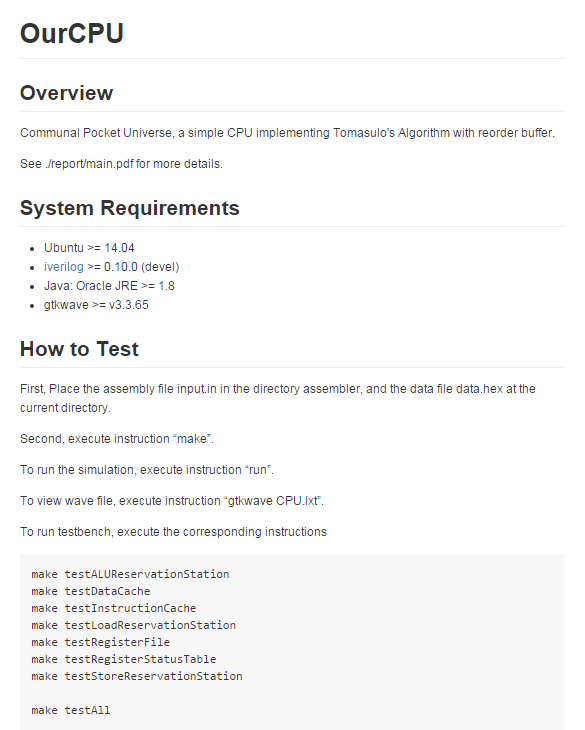 OurCPU
Overview
Communal Pocket Universe, a simple CPU implementing Tomasulo's Algorithm with reorder buffer.
See ./report/main.pdf for more details.
System Requirements
• Ubuntu >= 14.04
• iverilog >= 0.10.0 (devel)
• Java: Oracle JRE >= 1.8
• gtkwave >= v3.3.65
How to Test
First, Place the assembly file input.in in the directory assembler, and the data file data.hex at the
current directory.
Second, execute instruction “make”.
To run the simulation, execute instruction “run”.
To view wave file, execute instruction “gtkwave CPU.lxt”.
To run testbench, execute the corresponding instructions
make testALUReservationStation
make testDataCache
make testInstructionCache
make testLoadReservationStation
make testRegisterFile
make testRegisterStatusTable
make testStoreReservationStation
make testAll